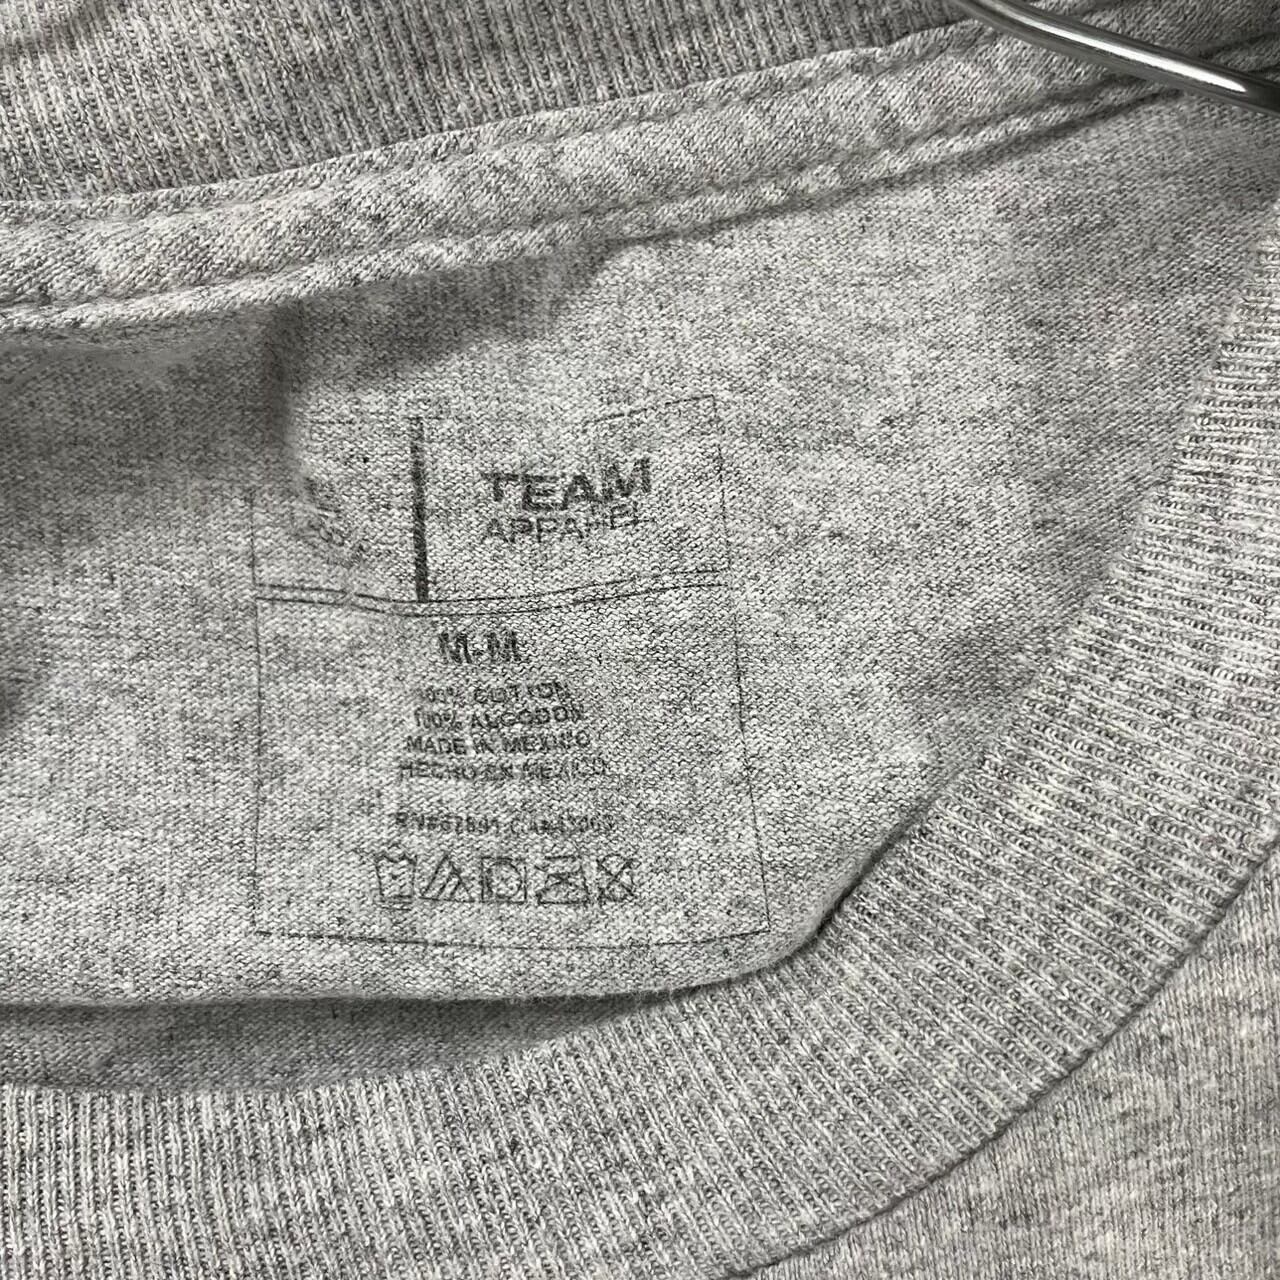 TEAM
APPAREL
M-M
100% COTTON
100% ALGODON
MADE IN MEXICO
HECHO EN MEXICO